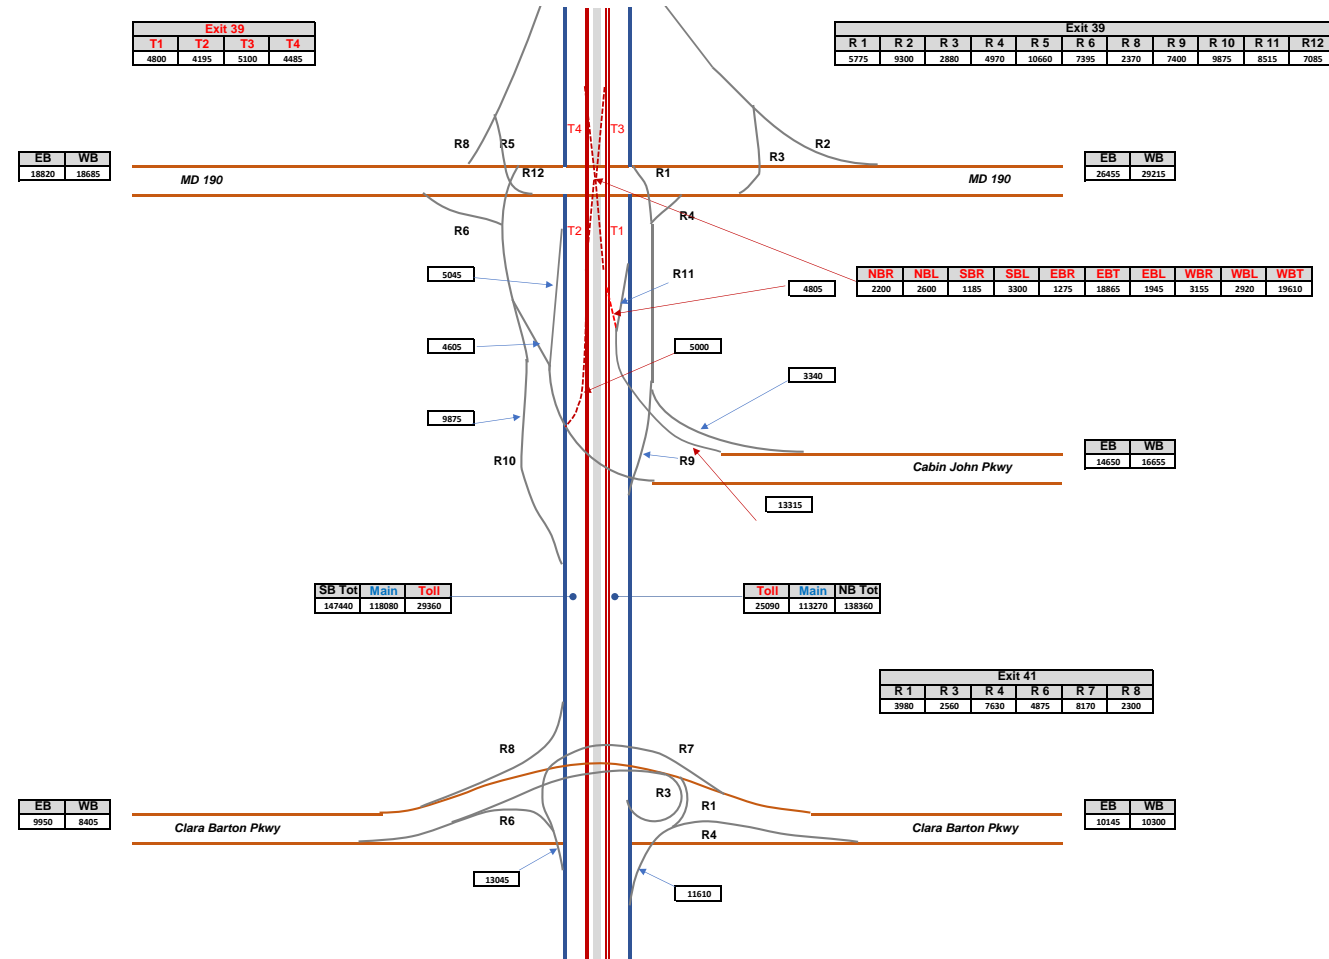 Exit 39
T1 T2 T3 T4
4800 4195 5100 4485
Exit 39
R 1 R 2 R 3 R 4 R 5 R 6 R 8 R 9 R 10 R 11 R12
5775 9300 2880 4970 10660 7395 2370 7400 9875 8515 7085
T4 T3
R8 R5 R2
EB WB
18820 18685
R3
EB WB
26455 29215
MD 190
R12 R1
MD 190
R4
R6
T2 T1
5045
R11
4805
NBR NBL SBR SBL EBR EBT EBL WBR WBL WBT
2200 2600 1185 3300 1275 18865 1945 3155 2920 19610
4605
5000
3340
9875
R10
R9
Cabin John Pkwy
EB WB
14650 16655
13315
SB Tot Main Toll
147440 118080 29360
Toll Main NB Tot
25090 113270 138360
Exit 41
R 1 R 3 R 4 R 6 R 7 R 8
3980 2560 7630 4875 8170 2300
R8 R7
R3
R1
EB WB
9950 8405
EB WB
10145 10300
Clara Barton Pkwy
R6
R4
Clara Barton Pkwy
13045
11610